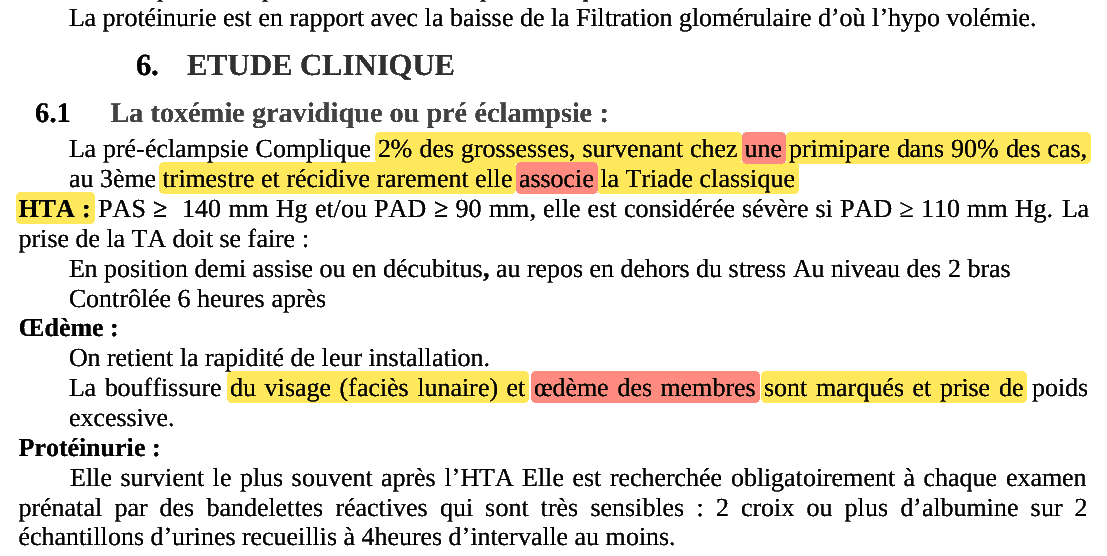 La protéinurie est en rapport avec la baisse de la Filtration glomérulaire d’où l’hypo volémie.
6. ETUDE CLINIQUE
6.1 La toxémie gravidique ou pré éclampsie :
La pré-éclampsie Complique 2% des grossesses, survenant chez une primipare dans 90% des cas,
au 3ème trimestre et récidive rarement elle associe la Triade classique
HTA : PAS ≥ 140 mm Hg et/ou PAD ≥ 90 mm, elle est considérée sévère si PAD ≥ 110 mm Hg. La
prise de la TA doit se faire :
En position demi assise ou en décubitus, au repos en dehors du stress Au niveau des 2 bras
Contrôlée 6 heures après
Œdème :
On retient la rapidité de leur installation.
La bouffissure du visage (faciès lunaire) et œdème des membres sont marqués et prise de poids
excessive.
Protéinurie :
Elle survient le plus souvent après l’HTA Elle est recherchée obligatoirement à chaque examen
prénatal par des bandelettes réactives qui sont très sensibles : 2 croix ou plus d’albumine sur 2
échantillons d’urines recueillis à 4heures d’intervalle au moins.